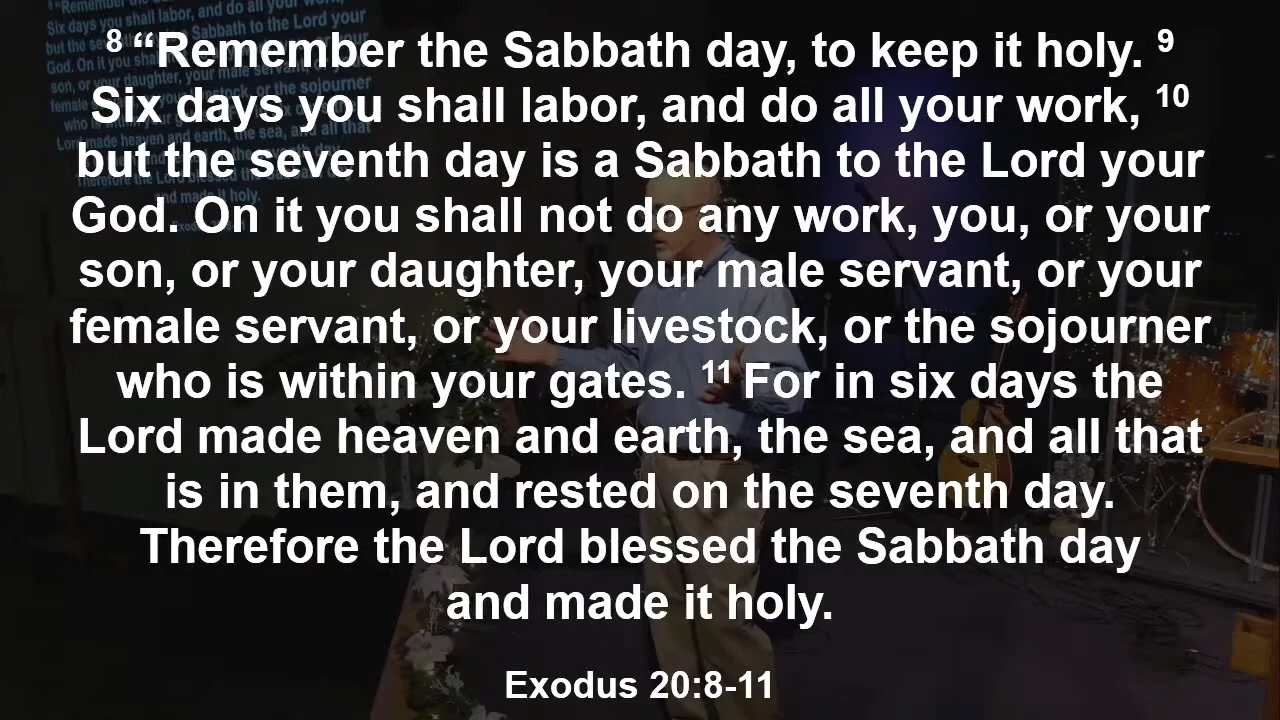 8 “Remember the Sabbath day, to keep it holy. 9
Six days you shall labor, and do all your work, 10
but the seventh day is a Sabbath to the Lord your
God. On it you shall not do any work, you, or your
son, or your daughter, your male servant, or your
female servant, or your livestock, or the sojourner
who is within your gates. 11 For in six days the
Lord made heaven and earth, the sea, and all that
is in them, and rested on the seventh day.
Therefore the Lord blessed the Sabbath day
and made it holy.
Exodus 20:8-11